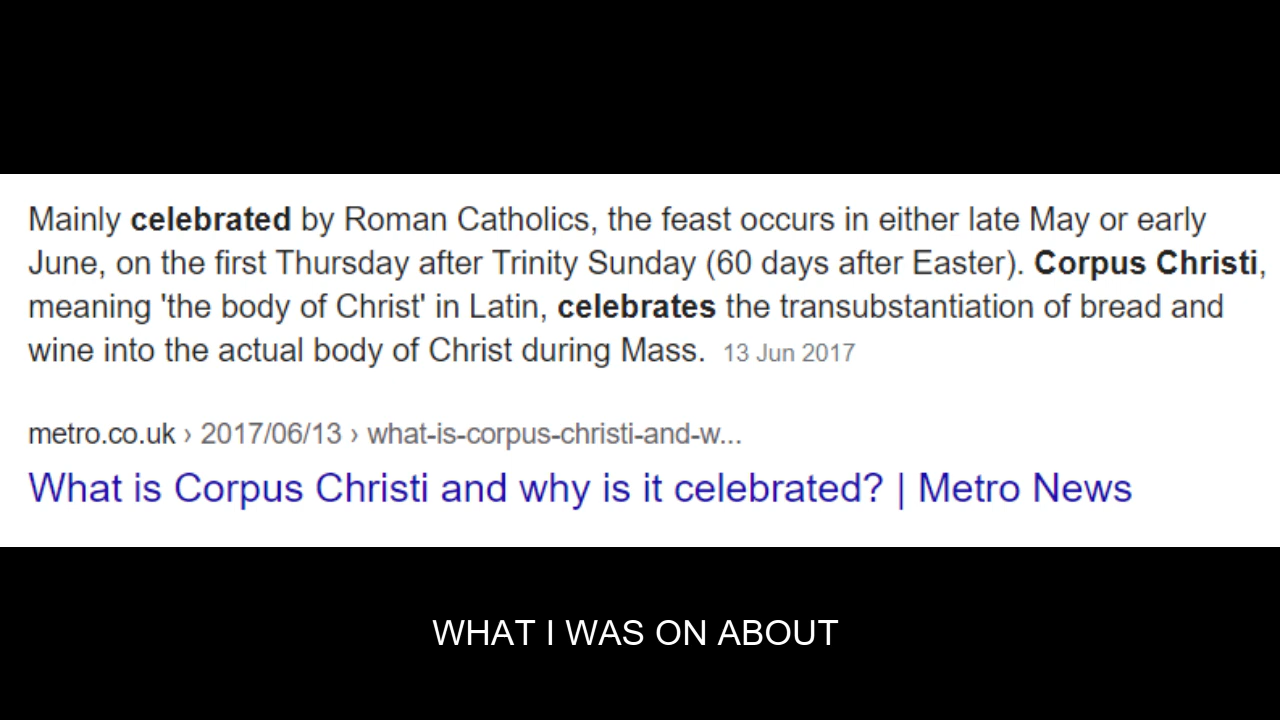 Mainly celebrated by Roman Catholics, the feast occurs in either late May or early
June, on the first Thursday after Trinity Sunday (60 days after Easter). Corpus Christi,
meaning 'the body of Christ' in Latin, celebrates the transubstantiation of bread and
wine into the actual body of Christ during Mass. 13 Jun 2017
metro.co.uk › 2017/06/13 › what-is-corpus-christi-and-w...
What is Corpus Christi and why is it celebrated? | Metro News
WHAT I WAS ON ABOUT